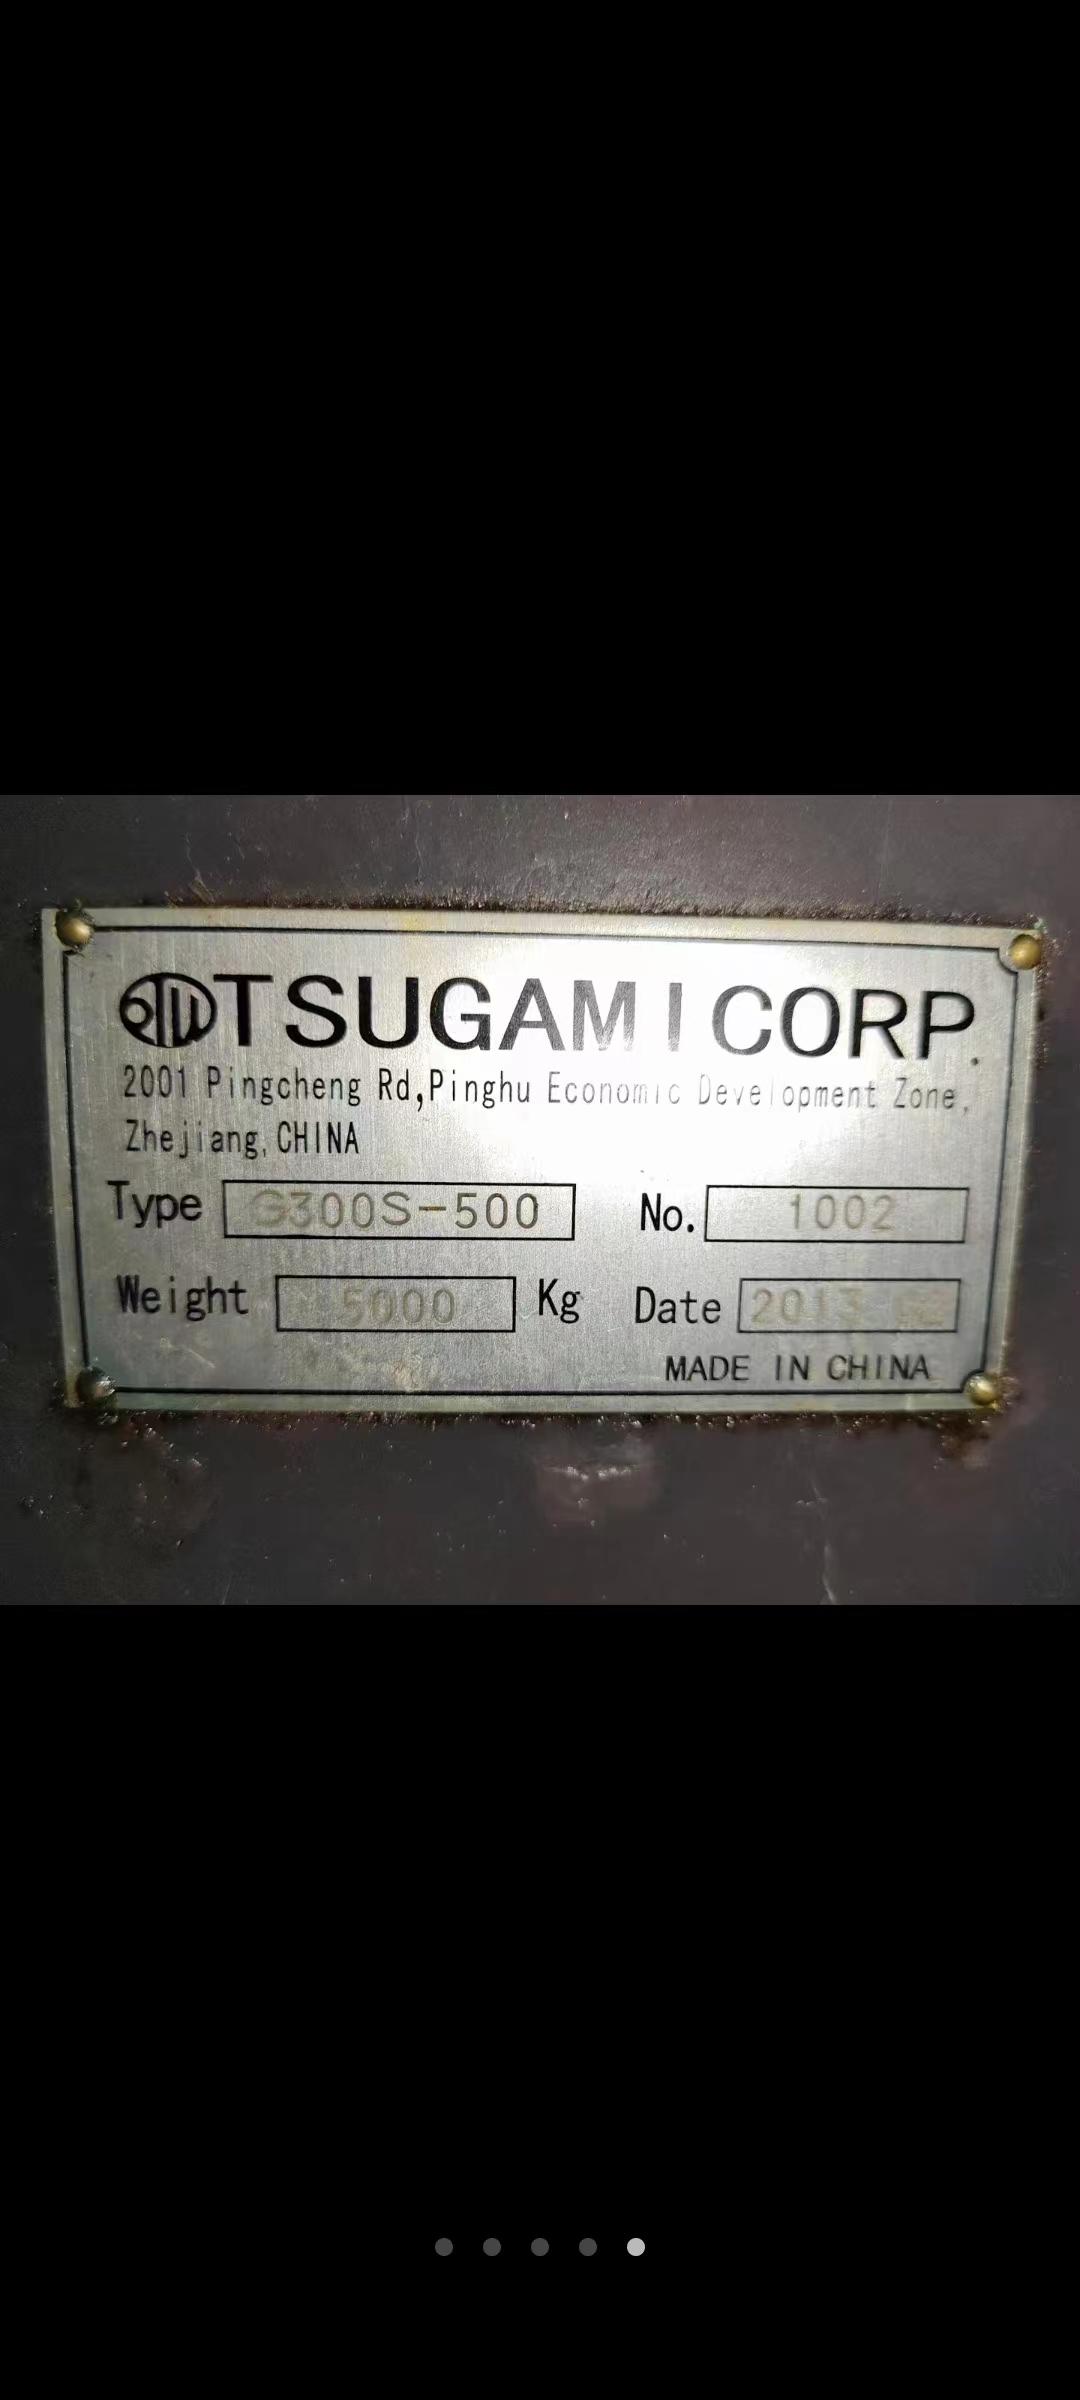 TSUGAMI CORP.
2001 Pingcheng Rd,Pinghu Economic Development Zone,
Zhejiang,CHINA
Type G300S-500 No. 1002
Weight 5000 Kg Date 2013
MADE IN CHINA